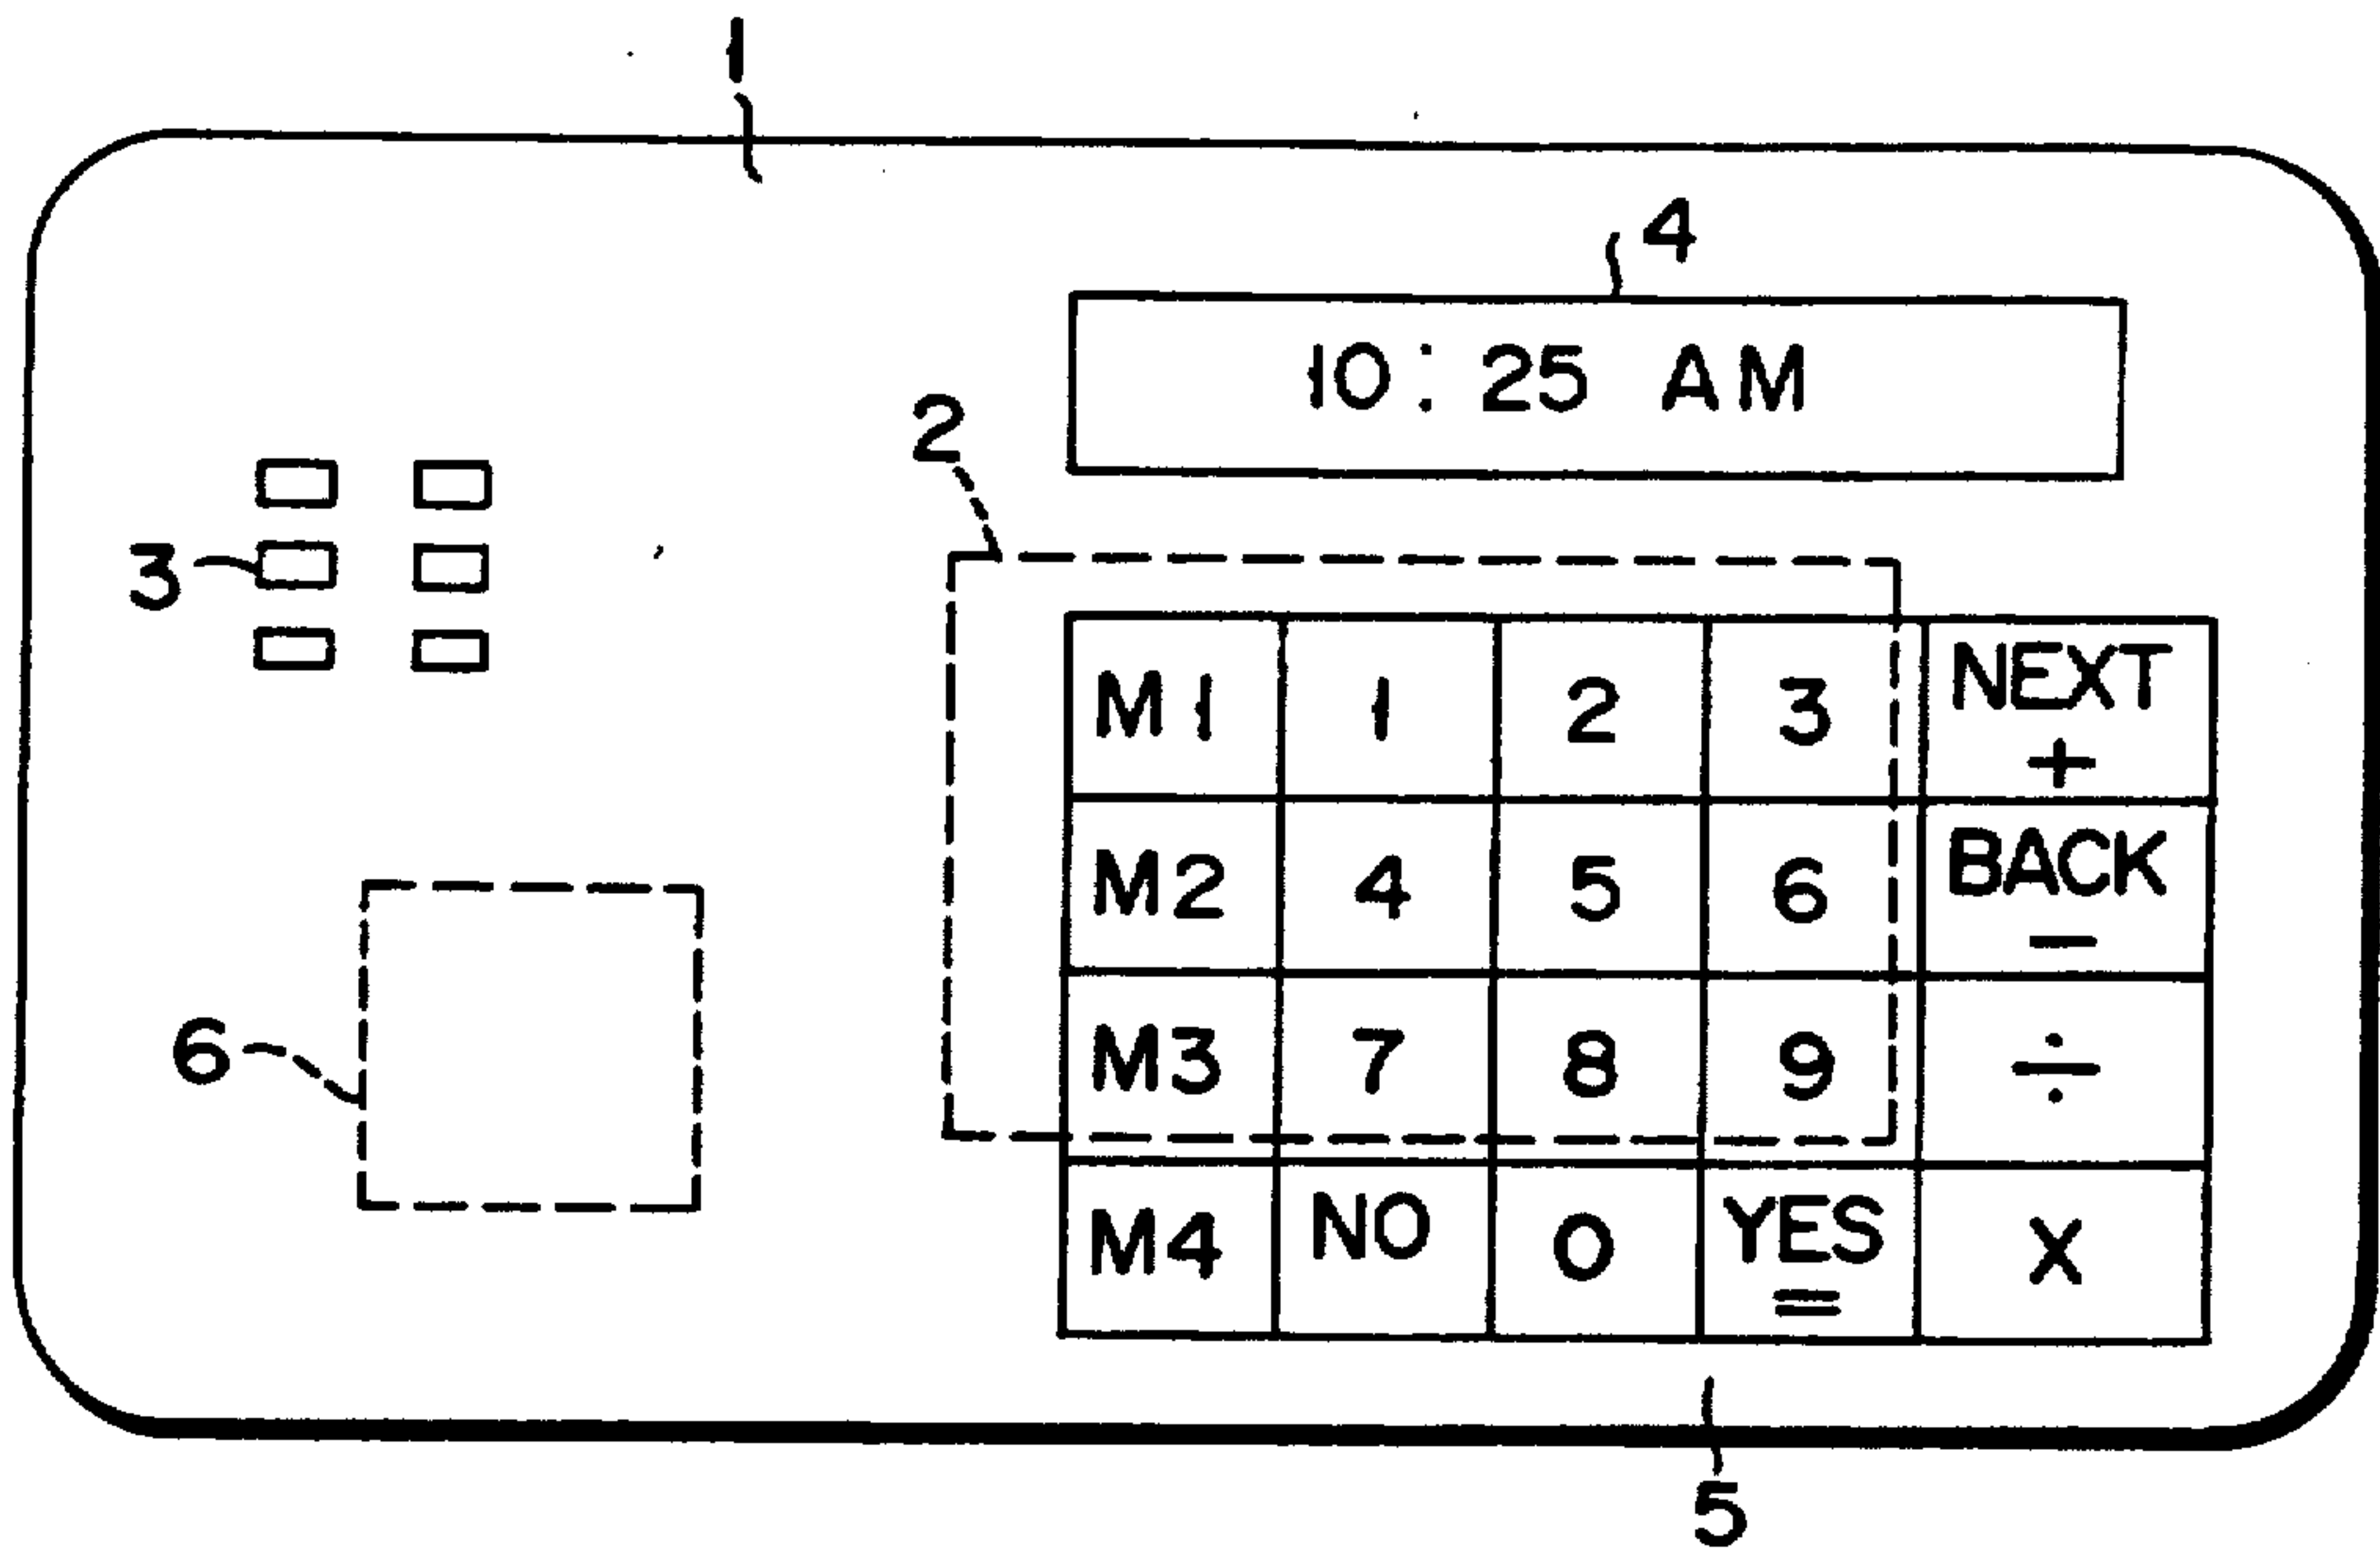 1
4
10: 25 AM
2
3
M1 1 2 3 NEXT +
M2 4 5 6 BACK −
6
M3 7 8 9 ÷
M4 NO 0 YES = X
5